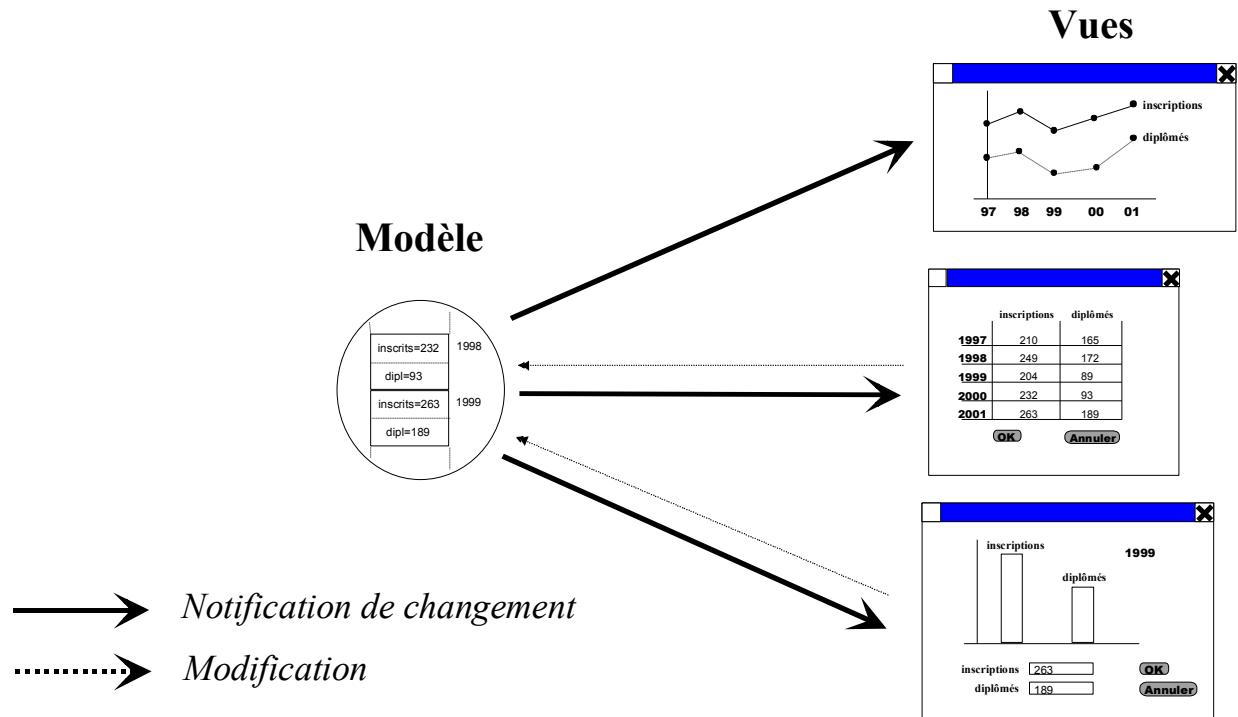 Vues
inscriptions
diplômés
97 98 99 00 01
Modèle
inscrits=232 1998
dipl=93
inscrits=263 1999
dipl=189
inscriptions diplômés
1997 210 165
1998 249 172
1999 204 89
2000 232 93
2001 263 189
OK Annuler
inscriptions
1999
diplômés
inscriptions 263 OK
diplômés 189 Annuler
Notification de changement
Modification